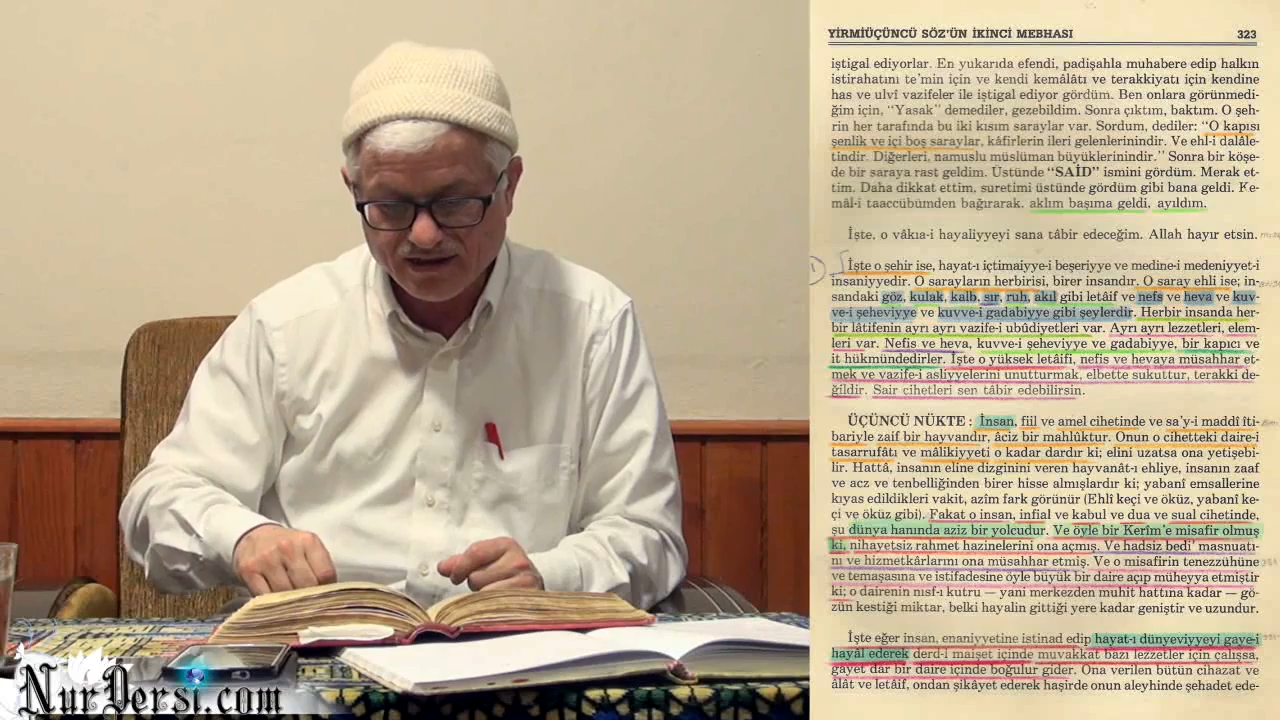 YİRMİÜÇÜNCÜ SÖZ'ÜN İKİNCİ MEBHASI 323
iştigal ediyorlar. En yukarıda efendi, padişahla muhabere edip halkın
istirahatını te'min için ve kendi kemâlâtı ve terakkiyatı için kendine
has ve ulvî vazifeler ile iştigal ediyor gördüm. Ben onlara görünmedi-
ğim için, "Yasak" demediler, gezebildim. Sonra çıktım, baktım. O şeh-
rin her tarafında bu iki kısım saraylar var. Sordum, dediler: "O kapısı
şenlik ve içi boş saraylar, kâfirlerin ileri gelenlerinindir. Ve ehl-i dalâle-
tindir. Diğerleri, namuslu müslüman büyüklerinindir." Sonra bir köşe-
de bir saraya rast geldim. Üstünde "SAİD" ismini gördüm. Merak et-
tim. Daha dikkat ettim, suretimi üstünde gördüm gibi bana geldi. Ke-
mâl-i taaccübümden bağırarak, aklım başıma geldi, ayıldım.
İşte, o vâkıa-i hayaliyyeyi sana tâbir edeceğim. Allah hayır etsin.
1
İşte o şehir ise, hayat-ı içtimaiyye-i beşeriyye ve medine-i medeniyyet-i
insaniyyedir. O sarayların herbirisi, birer insandır. O saray ehli ise; in-
sandaki göz, kulak, kalb, sır, ruh, akıl gibi letâif ve nefs ve heva ve kuv-
ve-i şeheviyye ve kuvve-i gadabiyye gibi şeylerdir. Herbir insanda her-
bir lâtifenin ayrı ayrı vazife-i ubûdiyetleri var. Ayrı ayrı lezzetleri, elem-
leri var. Nefis ve heva, kuvve-i şeheviyye ve gadabiyye, bir kapıcı ve
it hükmündedirler. İşte o yüksek letâifi, nefis ve hevaya müsahhar et-
mek ve vazife-i asliyyelerini unutturmak, elbette sukuttur, terakki de-
ğildir. Sair cihetleri sen tâbir edebilirsin.
ÜÇÜNCÜ NÜKTE : İnsan, fiil ve amel cihetinde ve sa'y-i maddî îti-
bariyle zaif bir hayvandır, âciz bir mahlûktur. Onun o cihetteki daire-i
tasarrufâtı ve mâlikiyyeti o kadar dardır ki; elini uzatsa ona yetişebi-
lir. Hattâ, insanın eline dizginini veren hayvanât-ı ehliye, insanın zaaf
ve acz ve tenbelliğinden birer hisse almışlardır ki; yabanî emsallerine
kıyas edildikleri vakit, azîm fark görünür (Ehlî keçi ve öküz, yabanî ke-
çi ve öküz gibi). Fakat o insan, infial ve kabul ve dua ve sual cihetinde,
şu dünya hanında aziz bir yolcudur. Ve öyle bir Kerîm'e misafir olmuş
ki, nihayetsiz rahmet hazinelerini ona açmış. Ve hadsiz bedi' masnuatı-
nı ve hizmetkârlarını ona müsahhar etmiş. Ve o misafirin tenezzühüne
ve temaşasına ve istifadesine öyle büyük bir daire açıp müheyya etmiştir
ki; o dairenin nısf-ı kutru — yani merkezden muhit hattına kadar — gö-
zün kestiği miktar, belki hayalin gittiği yere kadar geniştir ve uzundur.
İşte eğer insan, enaniyyetine istinad edip hayat-ı dünyeviyyeyi gaye-i
hayâl ederek derd-i maişet içinde muvakkat bazı lezzetler için çalışsa,
gayet dar bir daire içinde boğulur gider. Ona verilen bütün cihazat ve
âlât ve letâif, ondan şikâyet ederek haşirde onun aleyhinde şehadet ede-
NurDersi.com